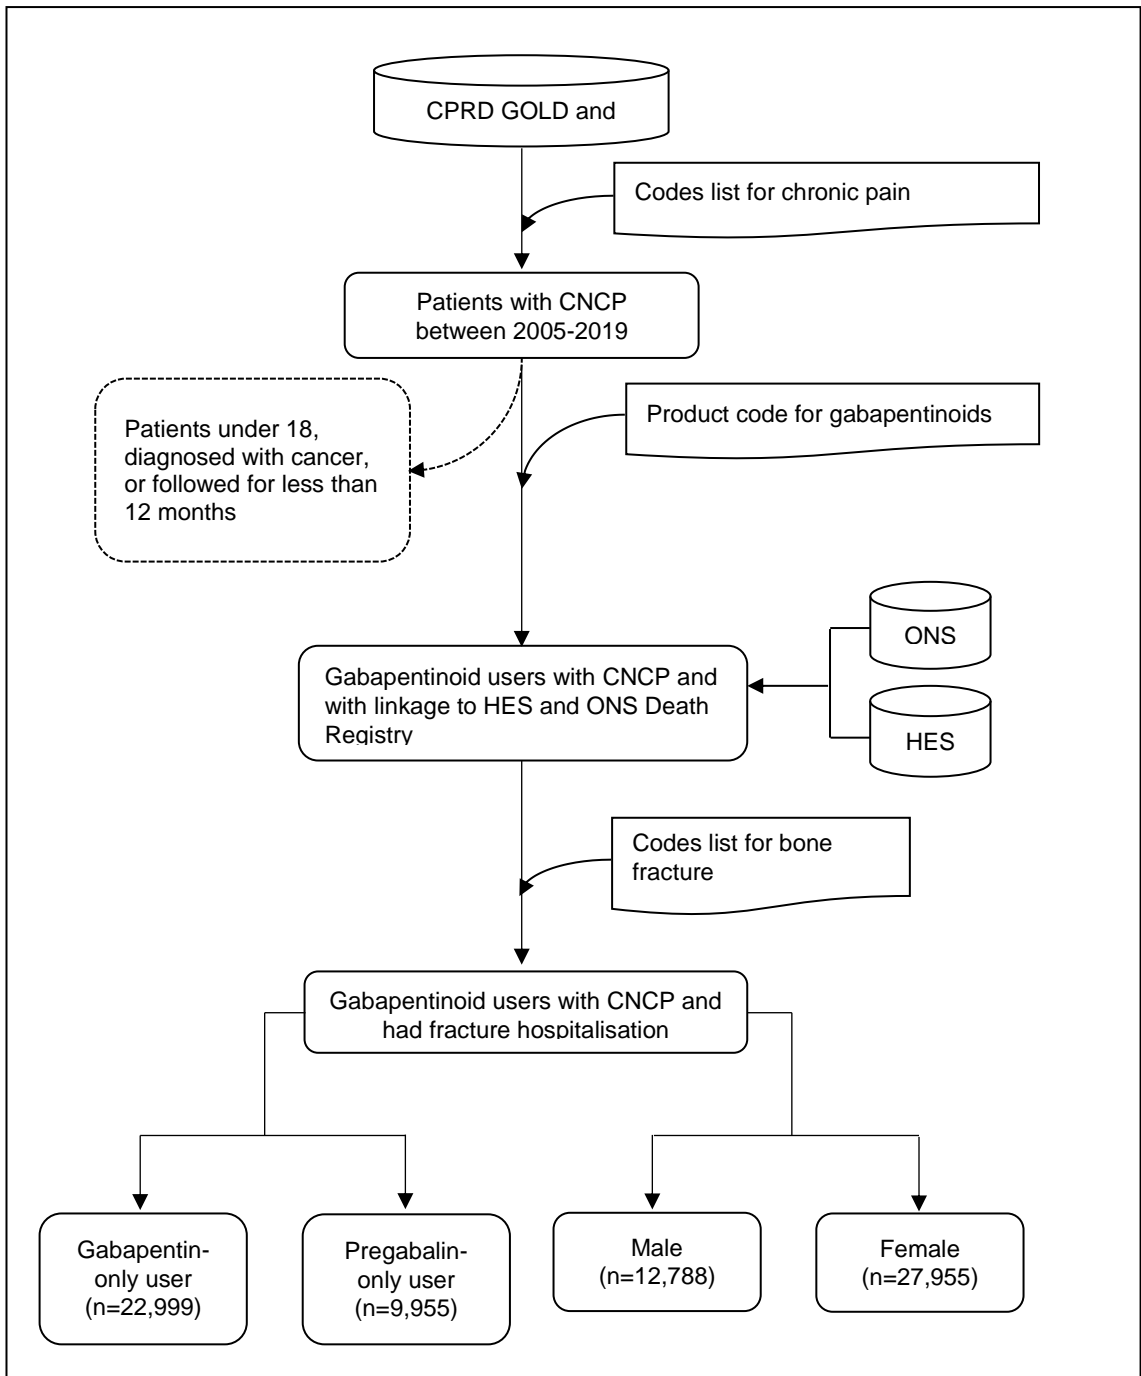 CPRD GOLD and
Codes list for chronic pain
Patients with CNCP
between 2005-2019
Patients under 18,
diagnosed with cancer,
or followed for less than
12 months
Product code for gabapentinoids
ONS
Gabapentinoid users with CNCP and
with linkage to HES and ONS Death
Registry
HES
Codes list for bone
fracture
Gabapentinoid users with CNCP and
had fracture hospitalisation
Gabapentin-
only user
(n=22,999)
Pregabalin-
only user
(n=9,955)
Male
(n=12,788)
Female
(n=27,955)